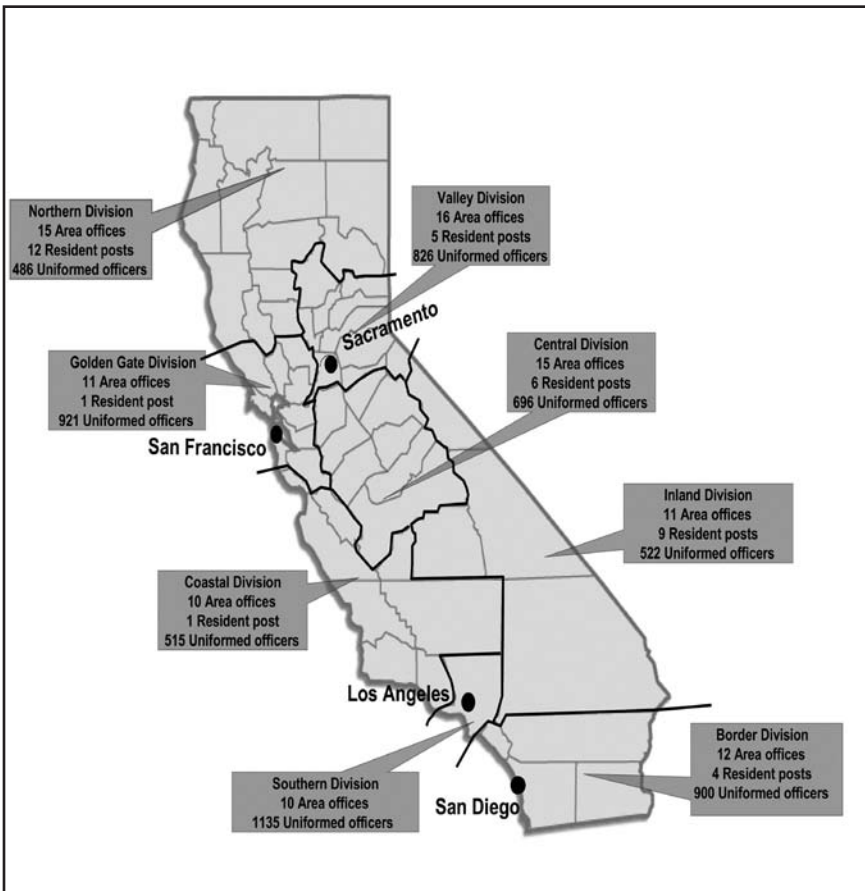 Northern Division
15 Area offices
12 Resident posts
486 Uniformed officers
Valley Division
16 Area offices
5 Resident posts
826 Uniformed officers
Sacramento
Golden Gate Division
11 Area offices
1 Resident post
921 Uniformed officers
Central Division
15 Area offices
6 Resident posts
696 Uniformed officers
San Francisco
Inland Division
11 Area offices
9 Resident posts
522 Uniformed officers
Coastal Division
10 Area offices
1 Resident post
515 Uniformed officers
Los Angeles
Southern Division
10 Area offices
1135 Uniformed officers
San Diego
Border Division
12 Area offices
4 Resident posts
900 Uniformed officers